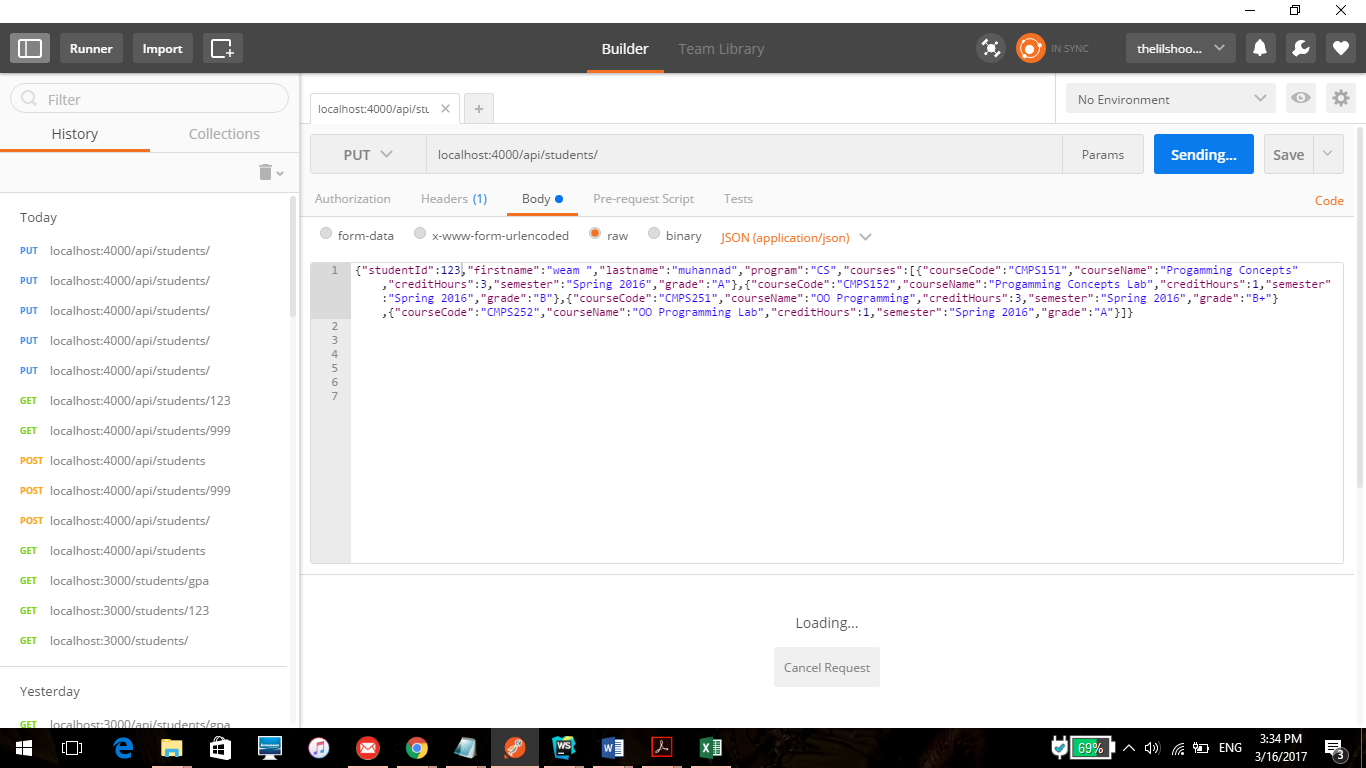 Runner
Import
Builder
Team Library
IN SYNC
thelilshoo...
Filter
History
Collections
Today
PUT localhost:4000/api/students/
PUT localhost:4000/api/students/
PUT localhost:4000/api/students/
PUT localhost:4000/api/students/
PUT localhost:4000/api/students/
GET localhost:4000/api/students/123
GET localhost:4000/api/students/999
POST localhost:4000/api/students
POST localhost:4000/api/students/999
POST localhost:4000/api/students/
GET localhost:4000/api/students
GET localhost:3000/students/gpa
GET localhost:3000/students/123
GET localhost:3000/students/
Yesterday
GET localhost:3000/api/students/gpa
localhost:4000/api/stu
+
No Environment
PUT
localhost:4000/api/students/
Params
Sending...
Save
Authorization
Headers (1)
Body
Pre-request Script
Tests
Code
form-data
x-www-form-urlencoded
raw
binary
JSON (application/json)
1 {"studentId":123,"firstname":"weam ","lastname":"muhannad","program":"CS","courses":[{"courseCode":"CMPS151","courseName":"Progamming Concepts"
,"creditHours":3,"semester":"Spring 2016","grade":"A"},{"courseCode":"CMPS152","courseName":"Progamming Concepts Lab","creditHours":1,"semester"
:"Spring 2016","grade":"B"},{"courseCode":"CMPS251","courseName":"OO Programming","creditHours":3,"semester":"Spring 2016","grade":"B+"}
,{"courseCode":"CMPS252","courseName":"OO Programming Lab","creditHours":1,"semester":"Spring 2016","grade":"A"}]}
2
3
4
5
6
7
Loading...
Cancel Request
WS
69%
ENG
3:34 PM
3/16/2017
3